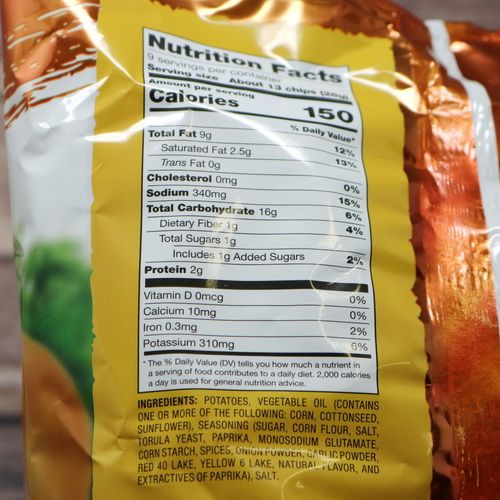 Nutrition Facts
9 servings per container
Serving size About 13 chips (28g)
Amount per serving
Calories 150
% Daily Value*
Total Fat 9g 12%
Saturated Fat 2.5g 13%
Trans Fat 0g
Cholesterol 0mg 0%
Sodium 340mg 15%
Total Carbohydrate 16g 6%
Dietary Fiber 1g 4%
Total Sugars 1g
Includes 1g Added Sugars 2%
Protein 2g
Vitamin D 0mcg 0%
Calcium 10mg 0%
Iron 0.3mg 2%
Potassium 310mg 6%
* The % Daily Value (DV) tells you how much a nutrient in
a serving of food contributes to a daily diet. 2,000 calories
a day is used for general nutrition advice.
INGREDIENTS: POTATOES, VEGETABLE OIL (CONTAINS
ONE OR MORE OF THE FOLLOWING: CORN, COTTONSEED,
SUNFLOWER), SEASONING (SUGAR, CORN FLOUR, SALT,
TORULA YEAST, PAPRIKA, MONOSODIUM GLUTAMATE,
CORN STARCH, SPICES, ONION POWDER, GARLIC POWDER,
RED 40 LAKE, YELLOW 6 LAKE, NATURAL FLAVOR, AND
EXTRACTIVES OF PAPRIKA), SALT.